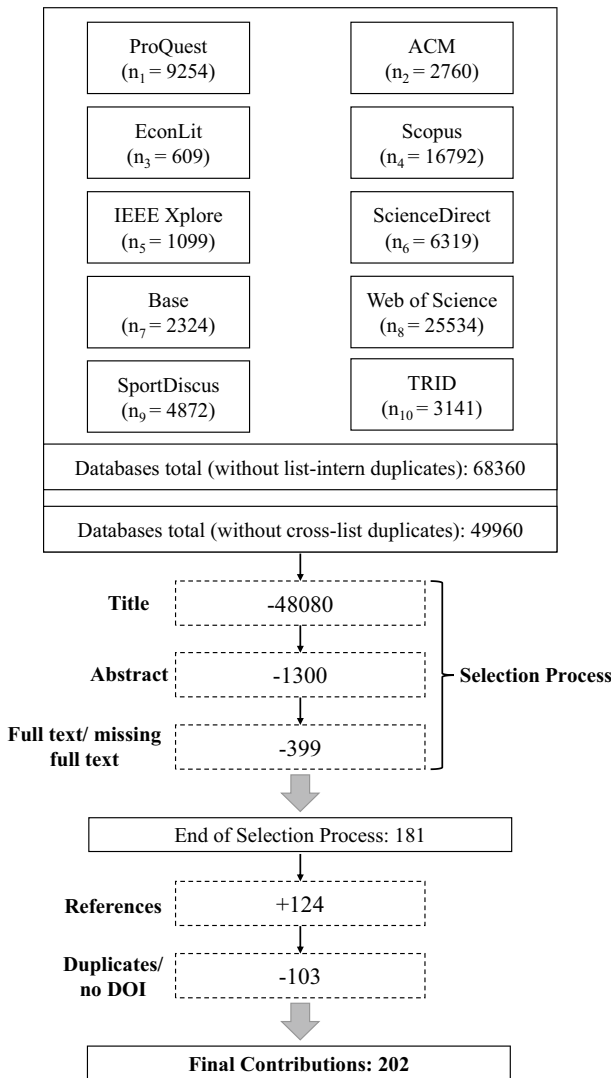 ProQuest
(n₁ = 9254)
ACM
(n₂ = 2760)
EconLit
(n₃ = 609)
Scopus
(n₄ = 16792)
IEEE Xplore
(n₅ = 1099)
ScienceDirect
(n₆ = 6319)
Base
(n₇ = 2324)
Web of Science
(n₈ = 25534)
SportDiscus
(n₉ = 4872)
TRID
(n₁₀ = 3141)
Databases total (without list-intern duplicates): 68360
Databases total (without cross-list duplicates): 49960
Title
-48080
Abstract
-1300
Selection Process
Full text/ missing
full text
-399
End of Selection Process: 181
References
+124
Duplicates/
no DOI
-103
Final Contributions: 202